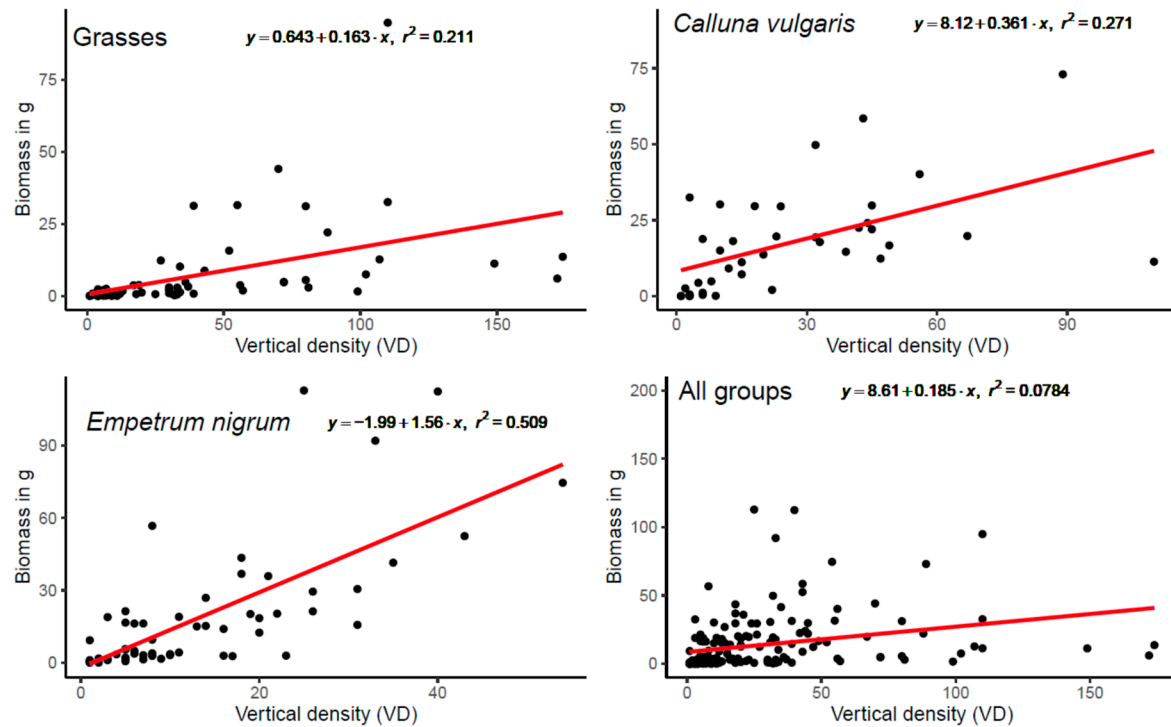 Grasses
y = 0.643 + 0.163 · x, r² = 0.211
Biomass in g
75
50
25
0
0 50 100 150
Vertical density (VD)
Calluna vulgaris
y = 8.12 + 0.361 · x, r² = 0.271
Biomass in g
75
50
25
0
0 30 60 90
Vertical density (VD)
Empetrum nigrum
y = −1.99 + 1.56 · x, r² = 0.509
Biomass in g
90
60
30
0
0 20 40
Vertical density (VD)
All groups
y = 8.61 + 0.185 · x, r² = 0.0784
Biomass in g
200
150
100
50
0
0 50 100 150
Vertical density (VD)